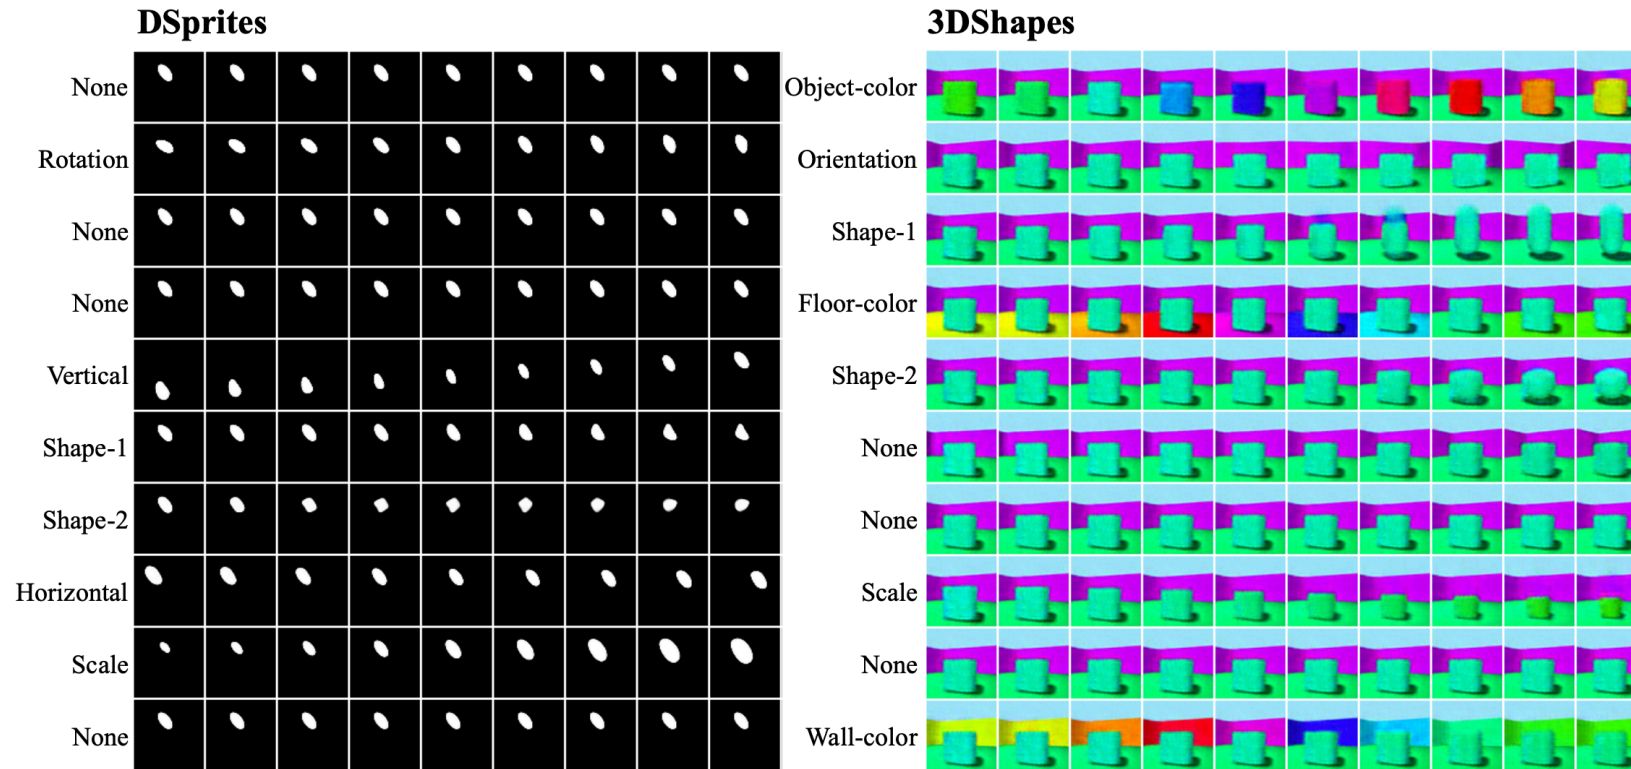 DSprites
None
Rotation
None
None
Vertical
Shape-1
Shape-2
Horizontal
Scale
None
3DShapes
Object-color
Orientation
Shape-1
Floor-color
Shape-2
None
None
Scale
None
Wall-color